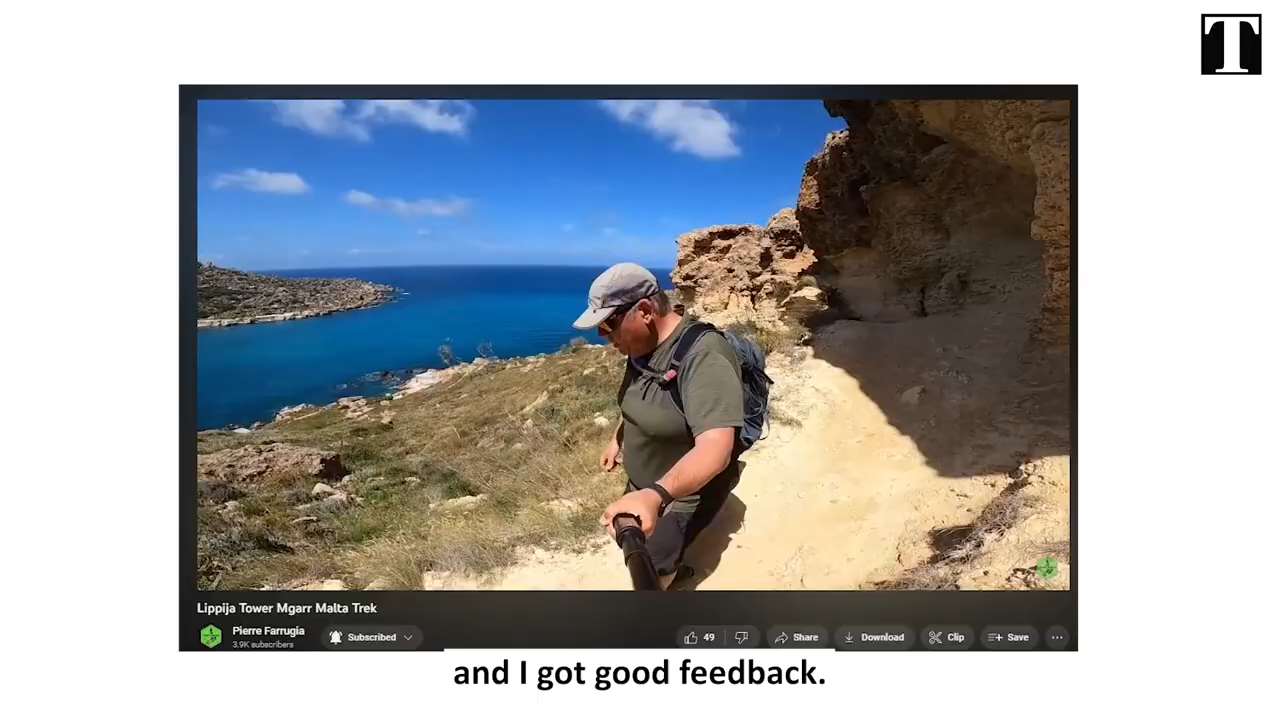 T
Lippija Tower Mgarr Malta Trek
Pierre Farrugia
3.9K subscribers
Subscribed
49
Share
Download
Clip
Save
and I got good feedback.